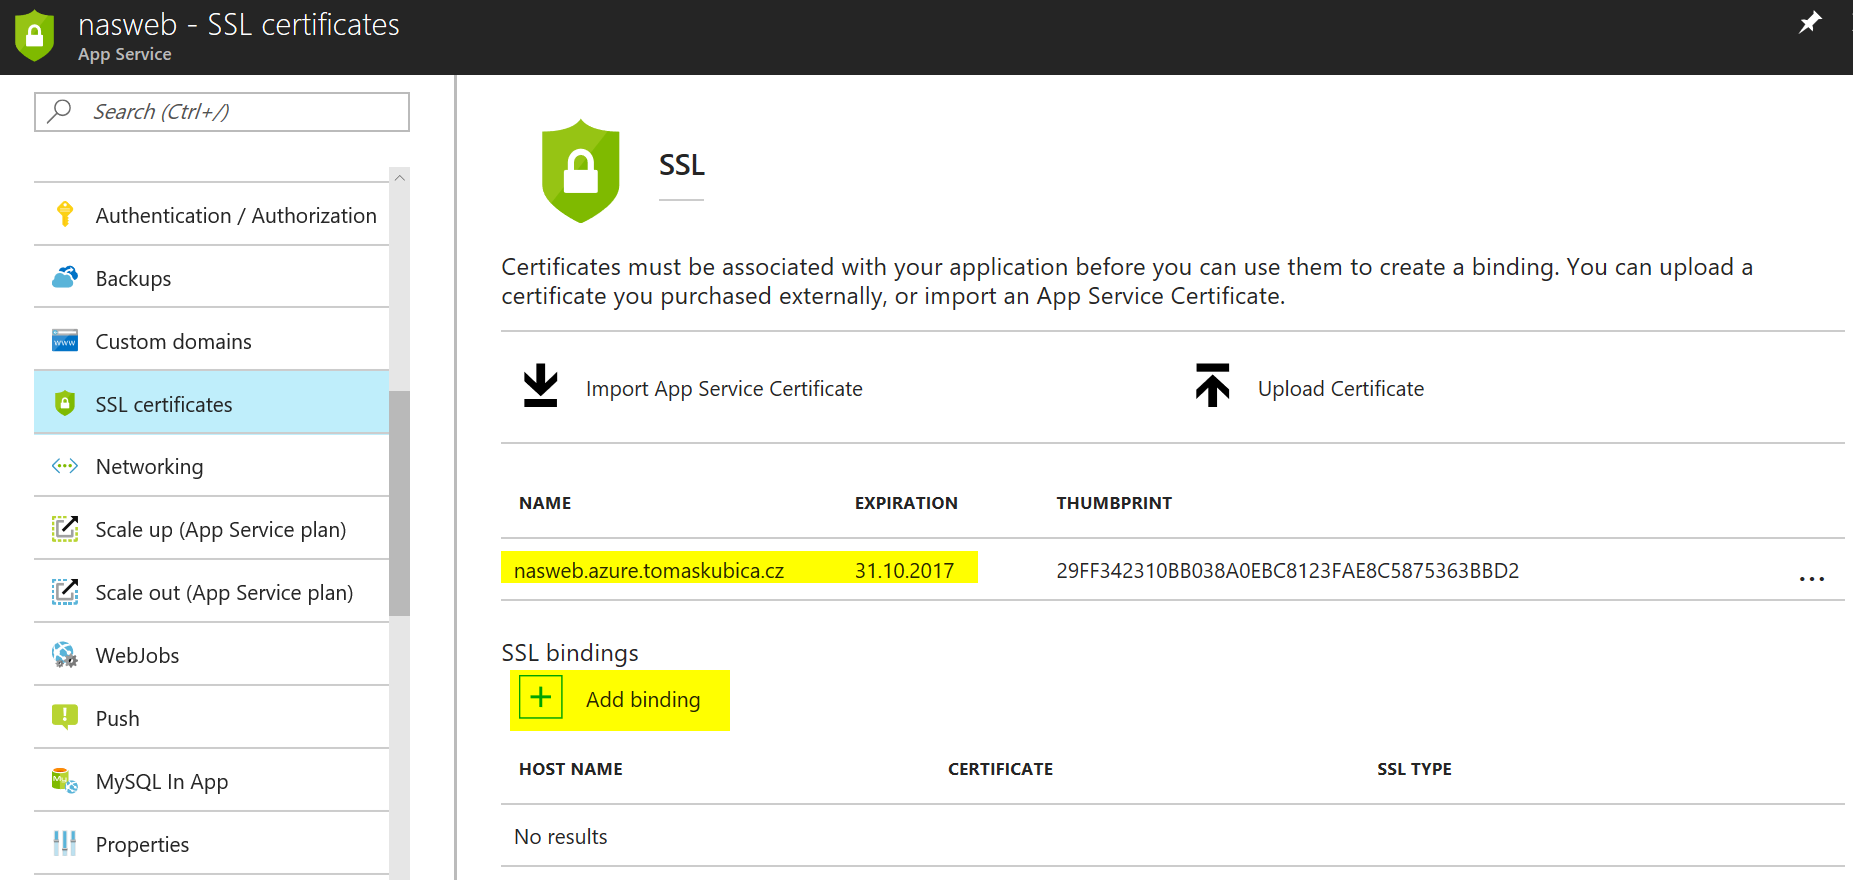 nasweb - SSL certificates
App Service
Search (Ctrl+/)
Authentication / Authorization
Backups
Custom domains
SSL certificates
Networking
Scale up (App Service plan)
Scale out (App Service plan)
WebJobs
Push
MySQL In App
Properties
SSL
Certificates must be associated with your application before you can use them to create a binding. You can upload a
certificate you purchased externally, or import an App Service Certificate.
Import App Service Certificate
Upload Certificate
NAME EXPIRATION THUMBPRINT
nasweb.azure.tomaskubica.cz 31.10.2017 29FF342310BB038A0EBC8123FAE8C5875363BBD2 ...
SSL bindings
Add binding
HOST NAME CERTIFICATE SSL TYPE
No results